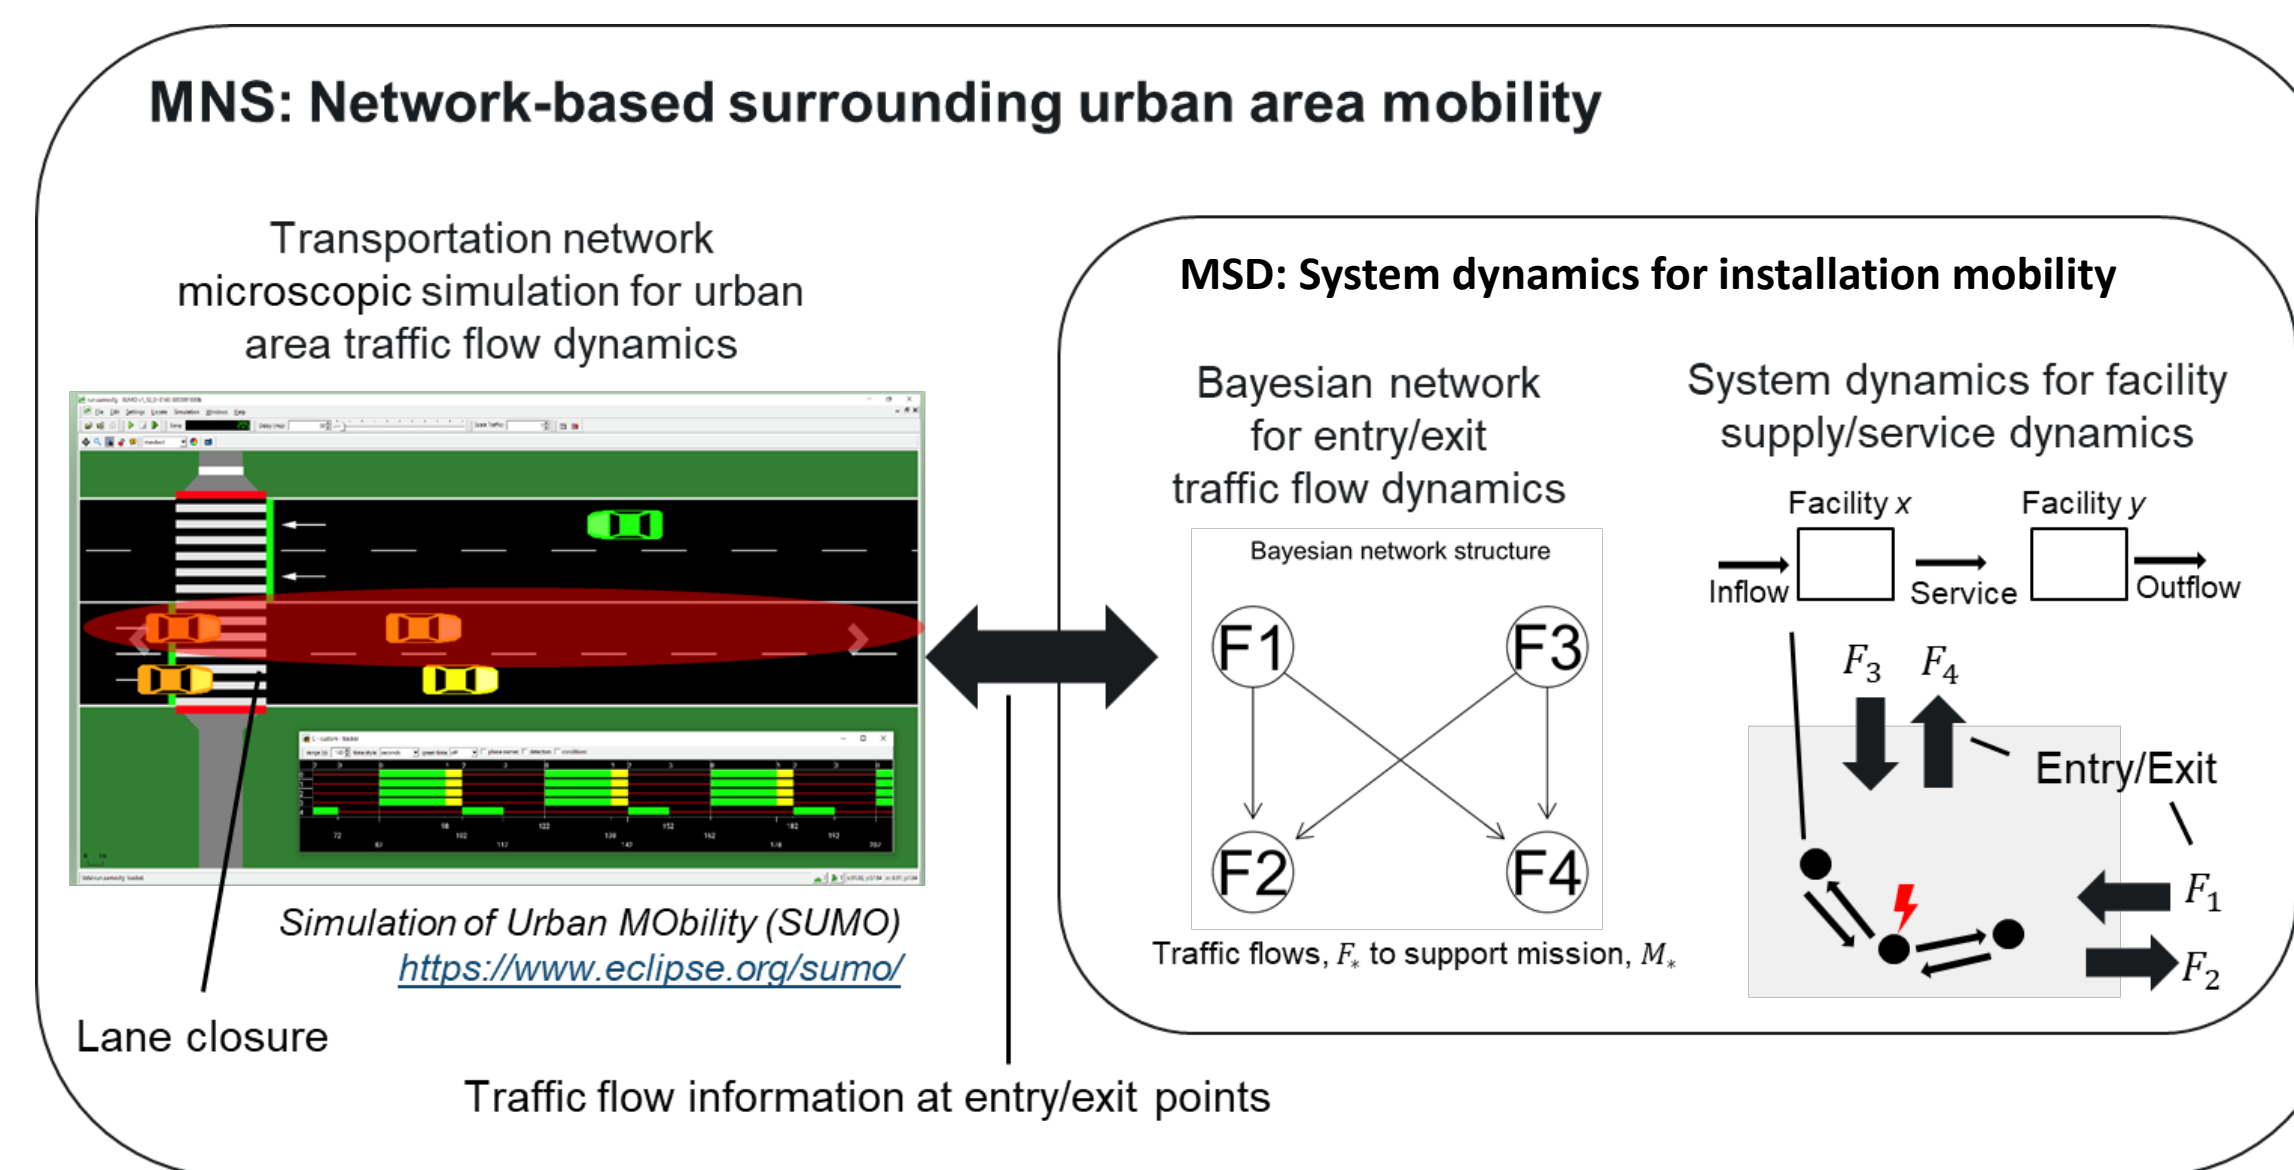 MNS: Network-based surrounding urban area mobility
Transportation network
microscopic simulation for urban
area traffic flow dynamics
Simulation of Urban MObility (SUMO)
https://www.eclipse.org/sumo/
Lane closure
Traffic flow information at entry/exit points
MSD: System dynamics for installation mobility
Bayesian network
for entry/exit
traffic flow dynamics
Bayesian network structure
F1
F3
F2
F4
Traffic flows, F* to support mission, M*
System dynamics for facility
supply/service dynamics
Facility x
Facility y
Inflow
Service
Outflow
F3
F4
Entry/Exit
F1
F2